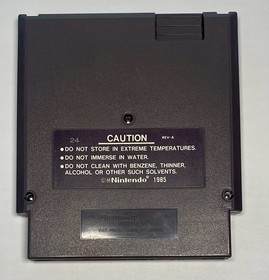 24 CAUTION REV-A
● DO NOT STORE IN EXTREME TEMPERATURES.
● DO NOT IMMERSE IN WATER.
● DO NOT CLEAN WITH BENZENE, THINNER,
ALCOHOL OR OTHER SUCH SOLVENTS.
©®Nintendo® 1985